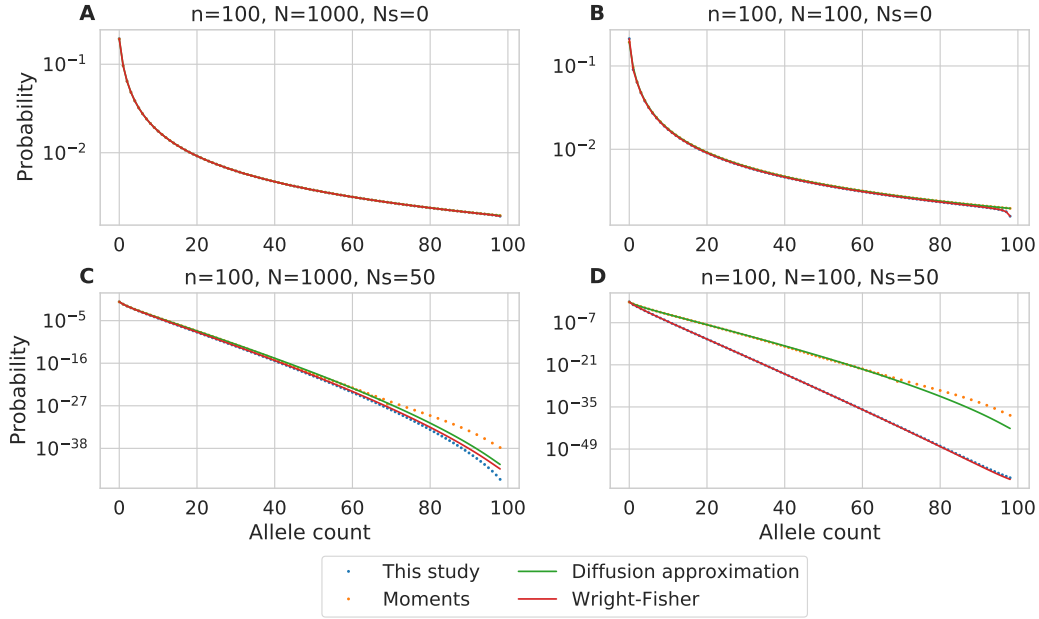 A n=100, N=1000, Ns=0
B n=100, N=100, Ns=0
Probability
10⁻¹
10⁻²
0 20 40 60 80 100
10⁻¹
10⁻²
0 20 40 60 80 100
C n=100, N=1000, Ns=50
D n=100, N=100, Ns=50
Probability
10⁻⁵
10⁻¹⁶
10⁻²⁷
10⁻³⁸
0 20 40 60 80 100
Allele count
10⁻⁷
10⁻²¹
10⁻³⁵
10⁻⁴⁹
0 20 40 60 80 100
Allele count
This study
Moments
Diffusion approximation
Wright-Fisher